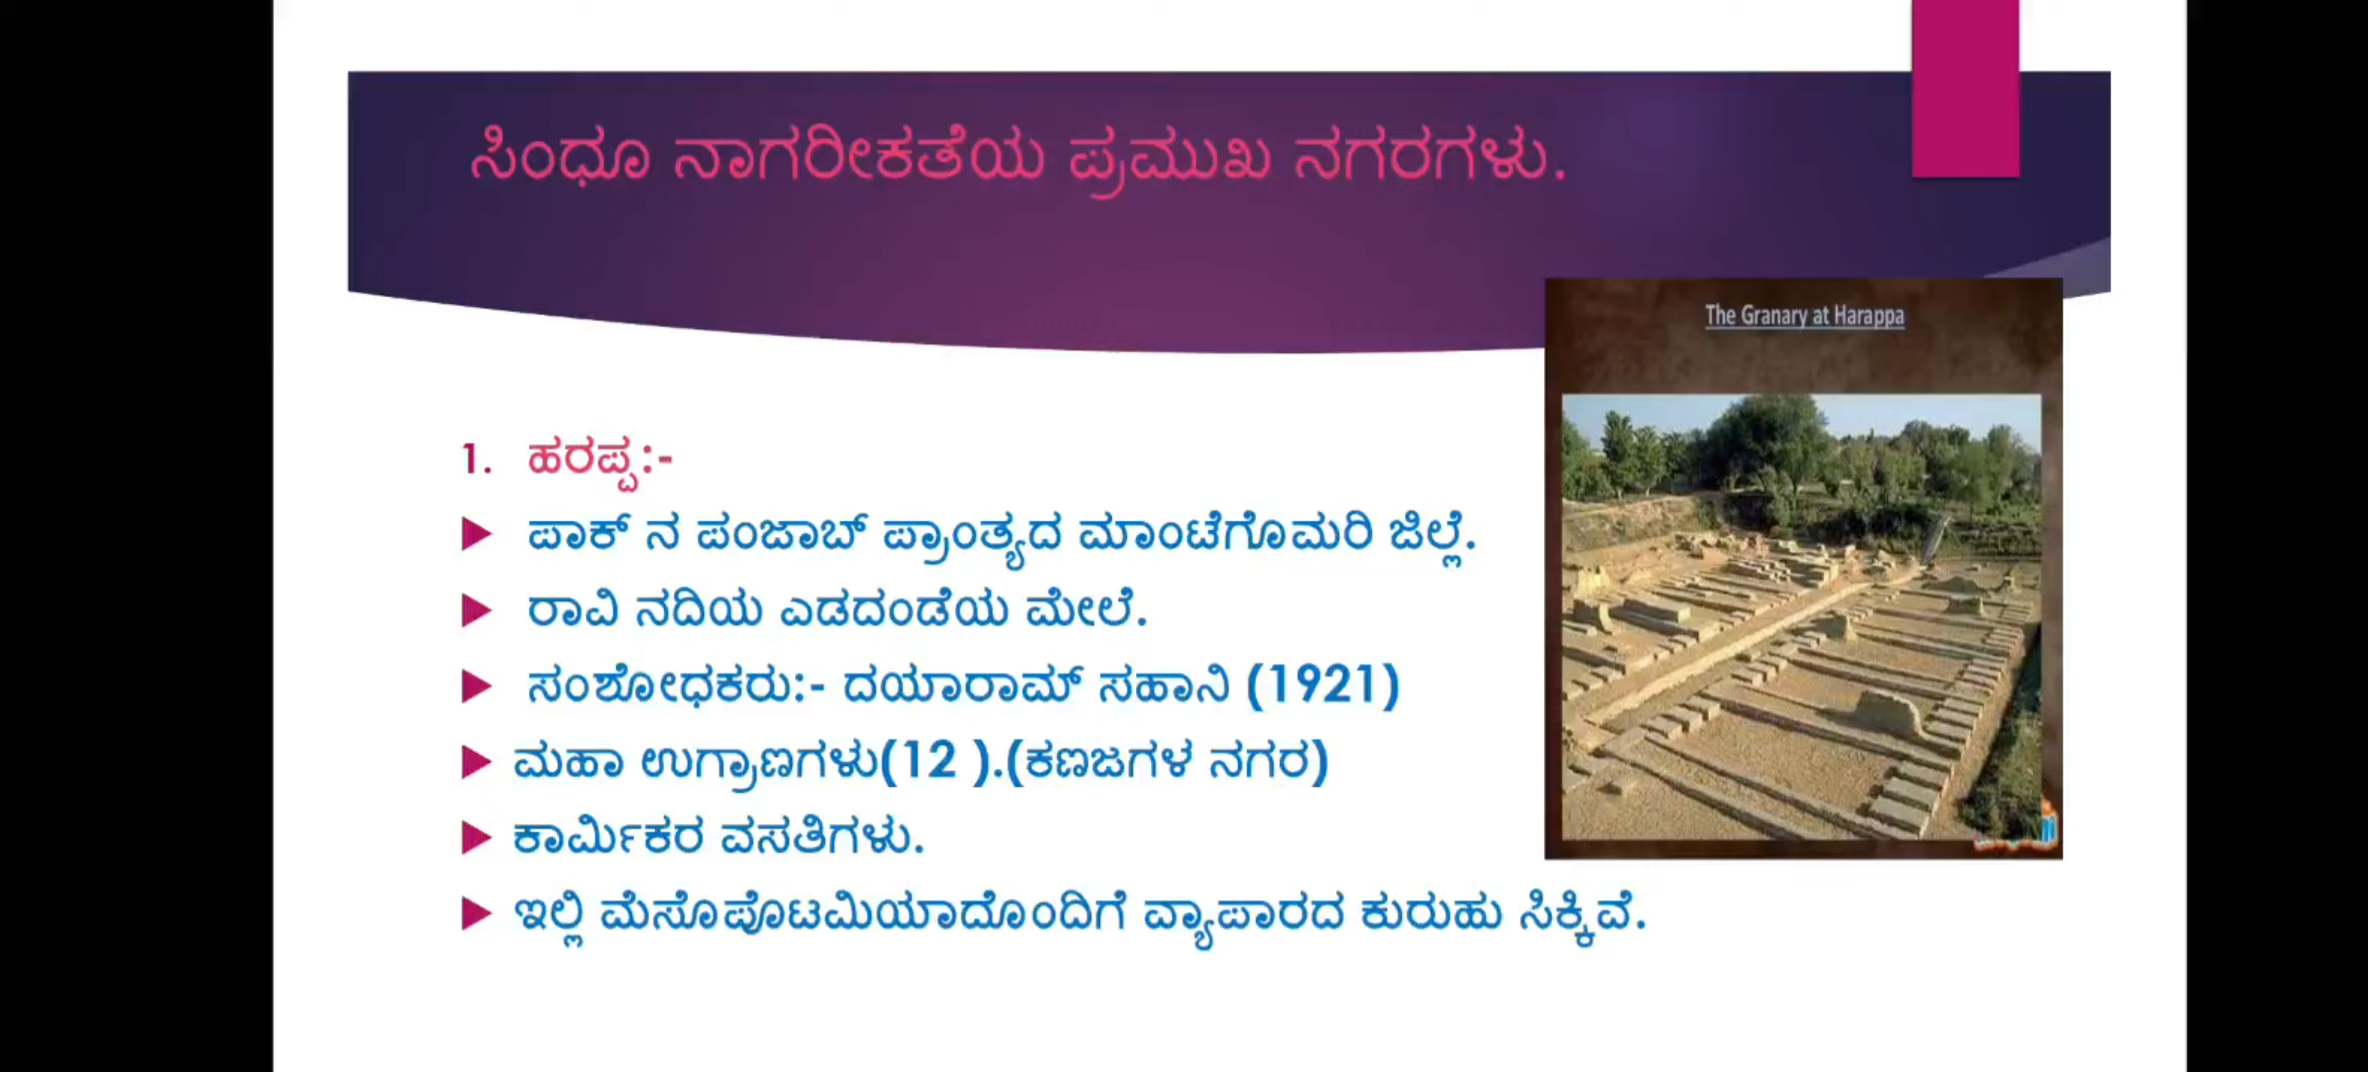 ಸಿಂಧೂ ನಾಗರೀಕತೆಯ ಪ್ರಮುಖ ನಗರಗಳು.
The Granary at Harappa
1. ಹರಪ್ಪ:-
ಪಾಕ್ ನ ಪಂಜಾಬ್ ಪ್ರಾಂತ್ಯದ ಮಾಂಟೆಗೊಮರಿ ಜಿಲ್ಲೆ.
ರಾವಿ ನದಿಯ ಎಡದಂಡೆಯ ಮೇಲೆ.
ಸಂಶೋಧಕರು:- ದಯಾರಾಮ್ ಸಹಾನಿ (1921)
ಮಹಾ ಉಗ್ರಾಣಗಳು(12 ).(ಕಣಜಗಳ ನಗರ)
ಕಾರ್ಮಿಕರ ವಸತಿಗಳು.
ಇಲ್ಲಿ ಮೆಸೊಪೊಟಮಿಯಾದೊಂದಿಗೆ ವ್ಯಾಪಾರದ ಕುರುಹು ಸಿಕ್ಕಿವೆ.